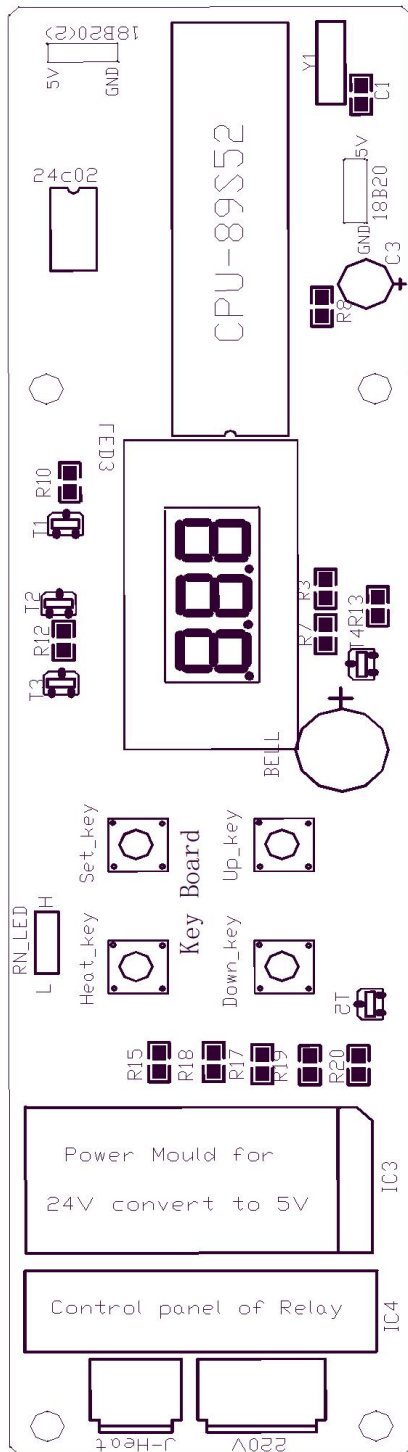 18B20(2)
5V
GND
Y1
C1
24c02
CPU-89S52
5V
18B20
GND
C3
R8
LED3
R10
T1
T2
R12
T3
R3
R7
R13
T4
BELL
Set_key
Up_key
Key Board
RN_LED
H
L
Heat_key
Down_key
T5
R15
R18
R17
R19
R20
Power Mould for
24V convert to 5V
IC3
Control panel of Relay
IC4
J-Heat
220V